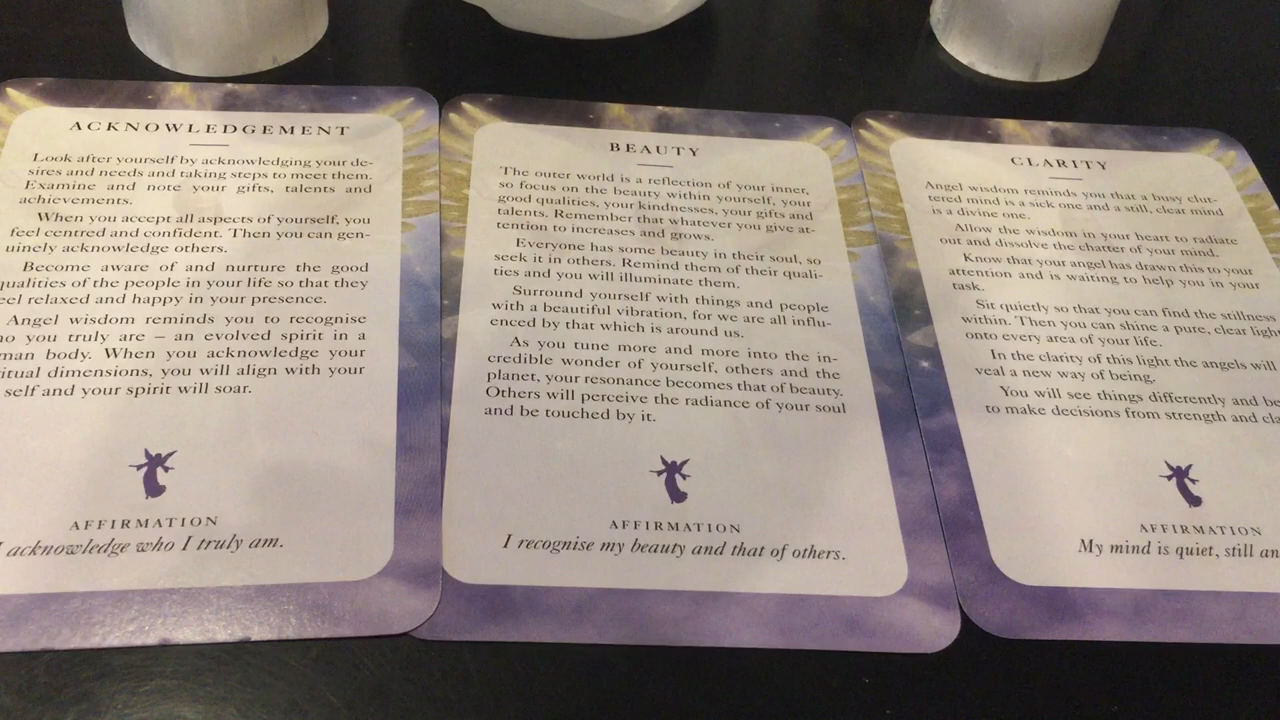 ACKNOWLEDGEMENT
Look after yourself by acknowledging your de-
sires and needs and taking steps to meet them.
Examine and note your gifts, talents and
achievements.
When you accept all aspects of yourself, you
feel centred and confident. Then you can gen-
uinely acknowledge others.
Become aware of and nurture the good
qualities of the people in your life so that they
feel relaxed and happy in your presence.
Angel wisdom reminds you to recognise
you truly are – an evolved spirit in a
body. When you acknowledge your
dimensions, you will align with your
self and your spirit will soar.
AFFIRMATION
I acknowledge who I truly am.
BEAUTY
The outer world is a reflection of your inner,
so focus on the beauty within yourself, your
good qualities, your kindnesses, your gifts and
talents. Remember that whatever you give at-
tention to increases and grows.
Everyone has some beauty in their soul, so
seek it in others. Remind them of their quali-
ties and you will illuminate them.
Surround yourself with things and people
with a beautiful vibration, for we are all influ-
enced by that which is around us.
As you tune more and more into the in-
credible wonder of yourself, others and the
planet, your resonance becomes that of beauty.
Others will perceive the radiance of your soul
and be touched by it.
AFFIRMATION
I recognise my beauty and that of others.
CLARITY
Angel wisdom reminds you that a busy clut-
tered mind is a sick one and a still, clear mind
is a divine one.
Allow the wisdom in your heart to radiate
out and dissolve the chatter of your mind.
Know that your angel has drawn this to your
attention and is waiting to help you in your
task.
Sit quietly so that you can find the stillness
within. Then you can shine a pure, clear light
onto every area of your life.
In the clarity of this light the angels will
veal a new way of being.
You will see things differently and be
to make decisions from strength and cla
AFFIRMATION
My mind is quiet, still an